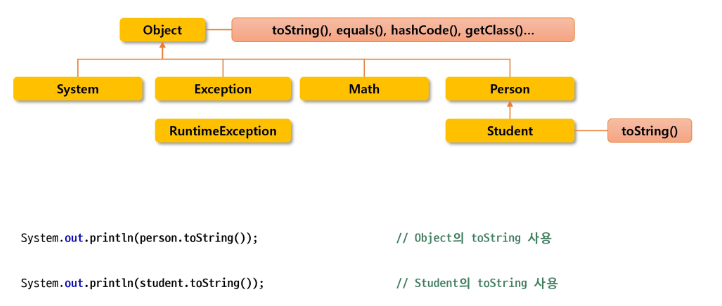 Object
toString(), equals(), hashCode(), getClass()...
System
Exception
Math
Person
RuntimeException
Student
toString()
System.out.println(person.toString()); // Object의 toString 사용
System.out.println(student.toString()); // Student의 toString 사용